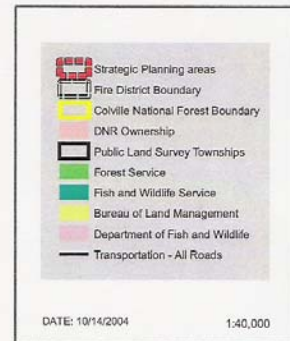 Strategic Planning areas
Fire District Boundary
Colville National Forest Boundary
DNR Ownership
Public Land Survey Townships
Forest Service
Fish and Wildlife Service
Bureau of Land Management
Department of Fish and Wildlife
Transportation - All Roads
DATE: 10/14/2004 1:40,000